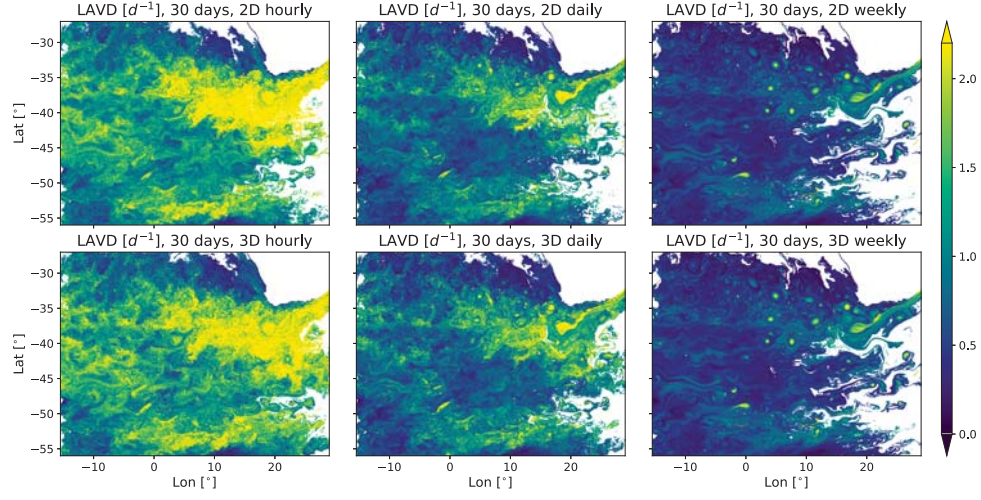 LAVD [d⁻¹], 30 days, 2D hourly
LAVD [d⁻¹], 30 days, 2D daily
LAVD [d⁻¹], 30 days, 2D weekly
−30
−35
−40
−45
−50
−55
Lat [°]
LAVD [d⁻¹], 30 days, 3D hourly
LAVD [d⁻¹], 30 days, 3D daily
LAVD [d⁻¹], 30 days, 3D weekly
−30
−35
−40
−45
−50
−55
Lat [°]
−10 0 10 20
−10 0 10 20
−10 0 10 20
Lon [°]
Lon [°]
Lon [°]
2.0
1.5
1.0
0.5
0.0